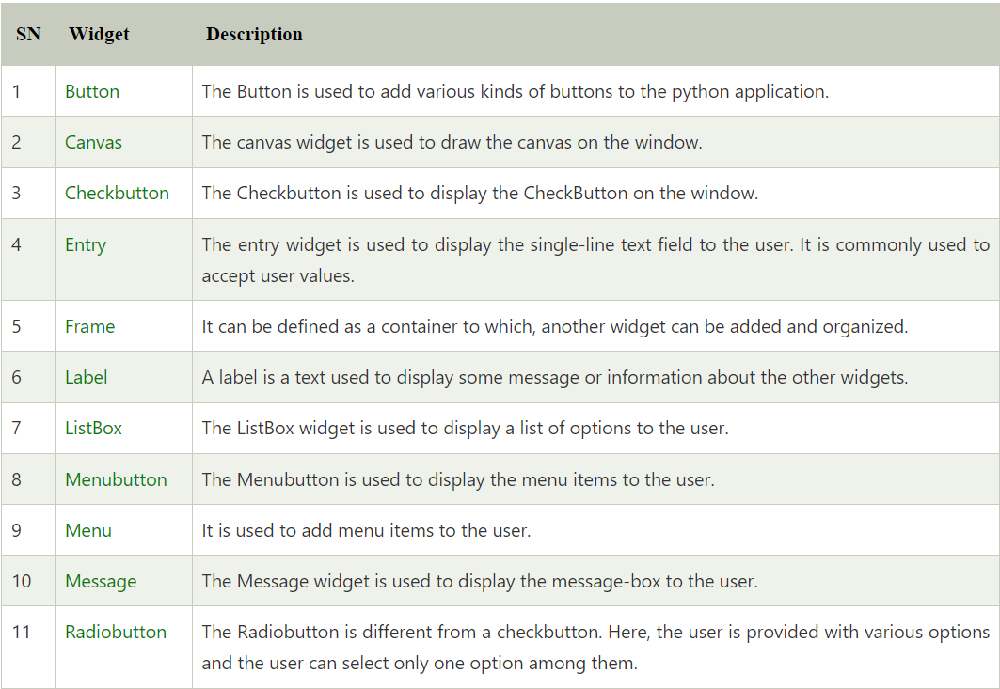 SN Widget Description
1 Button The Button is used to add various kinds of buttons to the python application.
2 Canvas The canvas widget is used to draw the canvas on the window.
3 Checkbutton The Checkbutton is used to display the CheckButton on the window.
4 Entry The entry widget is used to display the single-line text field to the user. It is commonly used to
accept user values.
5 Frame It can be defined as a container to which, another widget can be added and organized.
6 Label A label is a text used to display some message or information about the other widgets.
7 ListBox The ListBox widget is used to display a list of options to the user.
8 Menubutton The Menubutton is used to display the menu items to the user.
9 Menu It is used to add menu items to the user.
10 Message The Message widget is used to display the message-box to the user.
11 Radiobutton The Radiobutton is different from a checkbutton. Here, the user is provided with various options
and the user can select only one option among them.